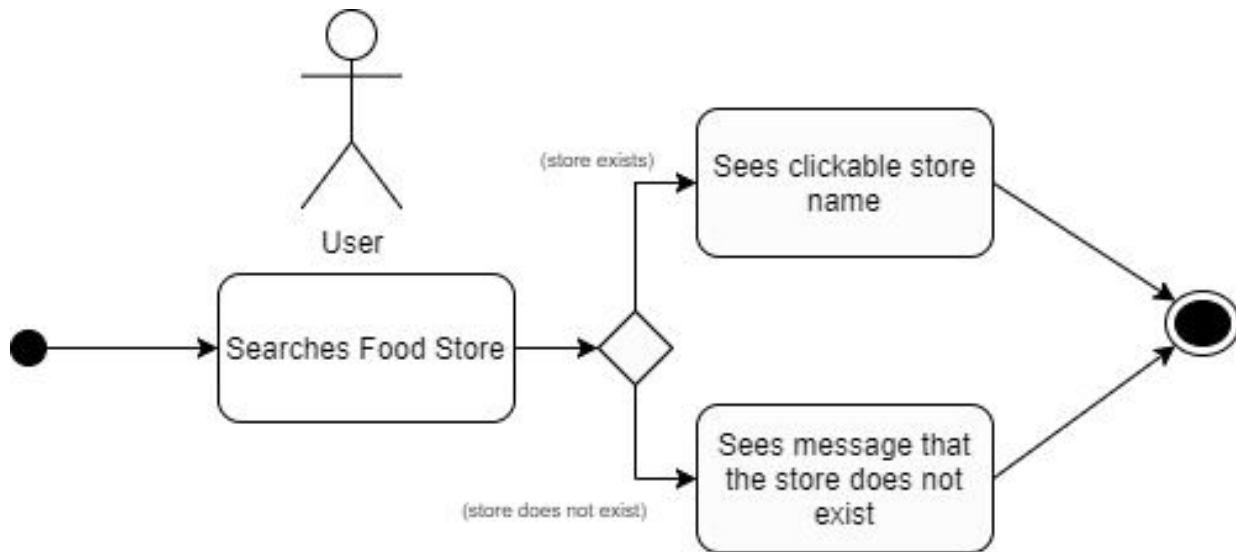 User
Searches Food Store
(store exists)
Sees clickable store
name
(store does not exist)
Sees message that
the store does not
exist